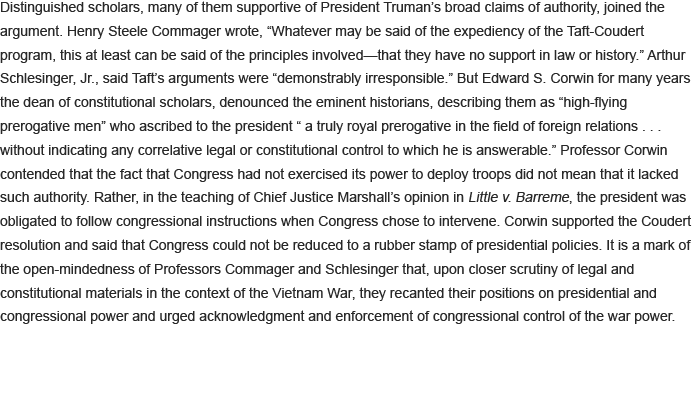 Distinguished scholars, many of them supportive of President Truman’s broad claims of authority, joined the
argument. Henry Steele Commager wrote, “Whatever may be said of the expediency of the Taft-Coudert
program, this at least can be said of the principles involved—that they have no support in law or history.” Arthur
Schlesinger, Jr., said Taft’s arguments were “demonstrably irresponsible.” But Edward S. Corwin for many years
the dean of constitutional scholars, denounced the eminent historians, describing them as “high-flying
prerogative men” who ascribed to the president “ a truly royal prerogative in the field of foreign relations . . .
without indicating any correlative legal or constitutional control to which he is answerable.” Professor Corwin
contended that the fact that Congress had not exercised its power to deploy troops did not mean that it lacked
such authority. Rather, in the teaching of Chief Justice Marshall’s opinion in Little v. Barreme, the president was
obligated to follow congressional instructions when Congress chose to intervene. Corwin supported the Coudert
resolution and said that Congress could not be reduced to a rubber stamp of presidential policies. It is a mark of
the open-mindedness of Professors Commager and Schlesinger that, upon closer scrutiny of legal and
constitutional materials in the context of the Vietnam War, they recanted their positions on presidential and
congressional power and urged acknowledgment and enforcement of congressional control of the war power.